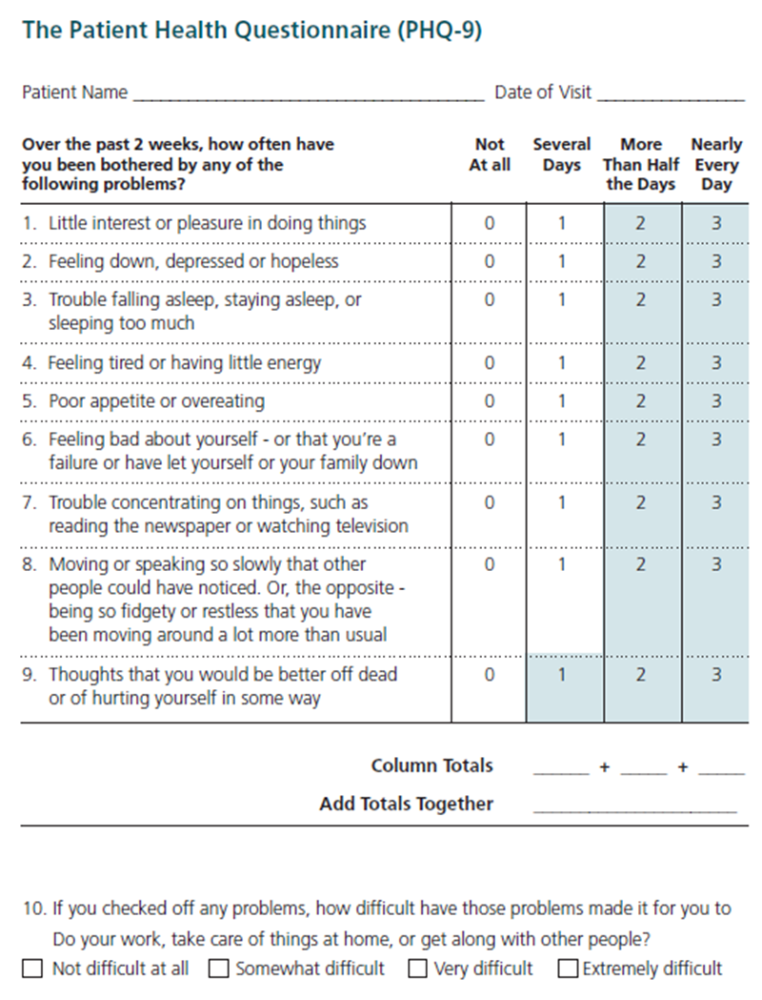 The Patient Health Questionnaire (PHQ-9)
Patient Name ____________________ Date of Visit __________
Over the past 2 weeks, how often have
you been bothered by any of the
following problems?
Not
At all
Several
Days
More
Than Half
the Days
Nearly
Every
Day
1. Little interest or pleasure in doing things 0 1 2 3
2. Feeling down, depressed or hopeless 0 1 2 3
3. Trouble falling asleep, staying asleep, or 0 1 2 3
sleeping too much
4. Feeling tired or having little energy 0 1 2 3
5. Poor appetite or overeating 0 1 2 3
6. Feeling bad about yourself - or that you’re a 0 1 2 3
failure or have let yourself or your family down
7. Trouble concentrating on things, such as 0 1 2 3
reading the newspaper or watching television
8. Moving or speaking so slowly that other 0 1 2 3
people could have noticed. Or, the opposite -
being so fidgety or restless that you have
been moving around a lot more than usual
9. Thoughts that you would be better off dead 0 1 2 3
or of hurting yourself in some way
Column Totals ______ + _____ + _____
Add Totals Together ____________________
10. If you checked off any problems, how difficult have those problems made it for you to
Do your work, take care of things at home, or get along with other people?
☐ Not difficult at all ☐ Somewhat difficult ☐ Very difficult ☐ Extremely difficult